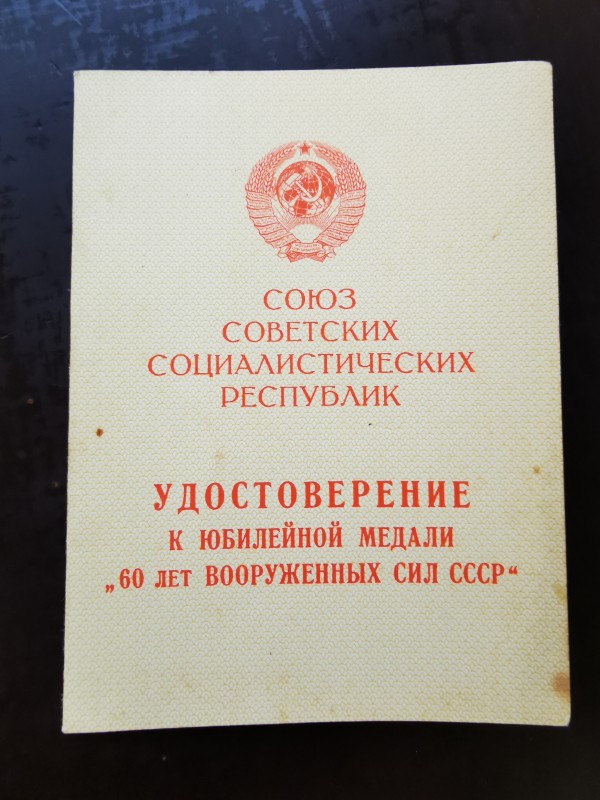 СОЮЗ
СОВЕТСКИХ
СОЦИАЛИСТИЧЕСКИХ
РЕСПУБЛИК
УДОСТОВЕРЕНИЕ
К ЮБИЛЕЙНОЙ МЕДАЛИ
„60 ЛЕТ ВООРУЖЕННЫХ СИЛ СССР“